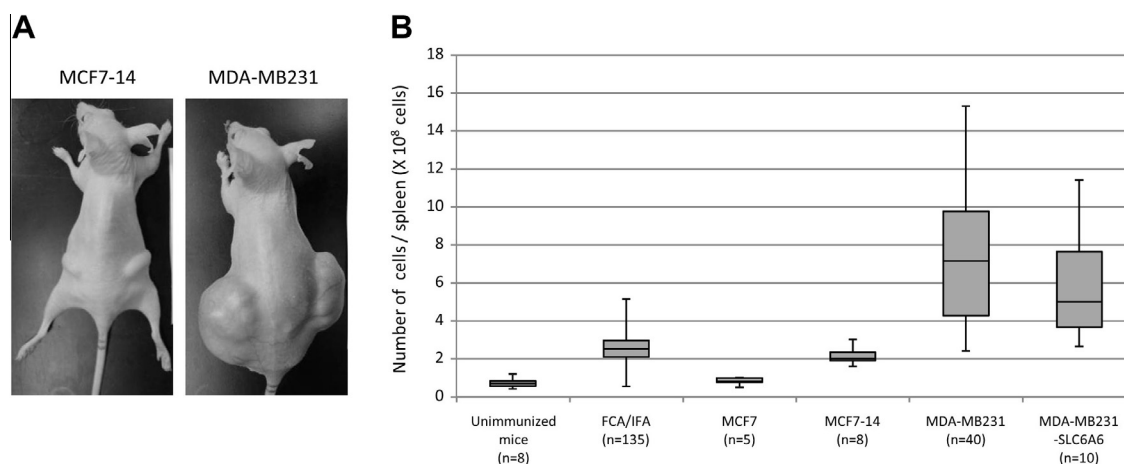 A
MCF7-14
MDA-MB231
B
Number of cells / spleen (X 10⁸ cells)
18
16
14
12
10
8
6
4
2
0
Unimmunized
mice
(n=8)
FCA/IFA
(n=135)
MCF7
(n=5)
MCF7-14
(n=8)
MDA-MB231
(n=40)
MDA-MB231
-SLC6A6
(n=10)